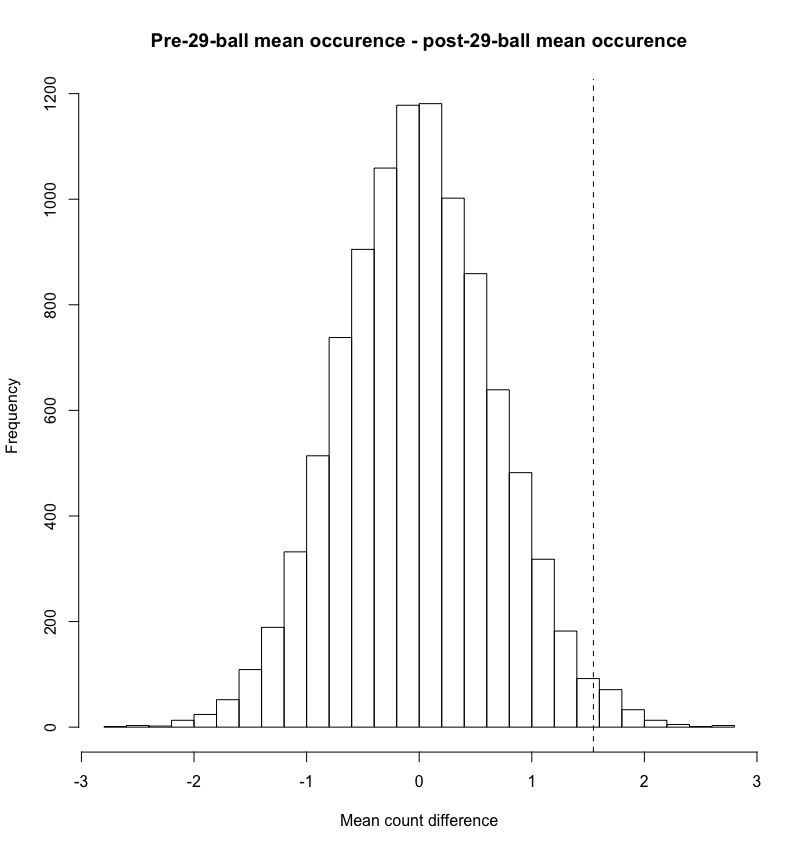 Pre-29-ball mean occurence - post-29-ball mean occurence
1200
1000
800
600
400
200
0
Frequency
-3 -2 -1 0 1 2 3
Mean count difference